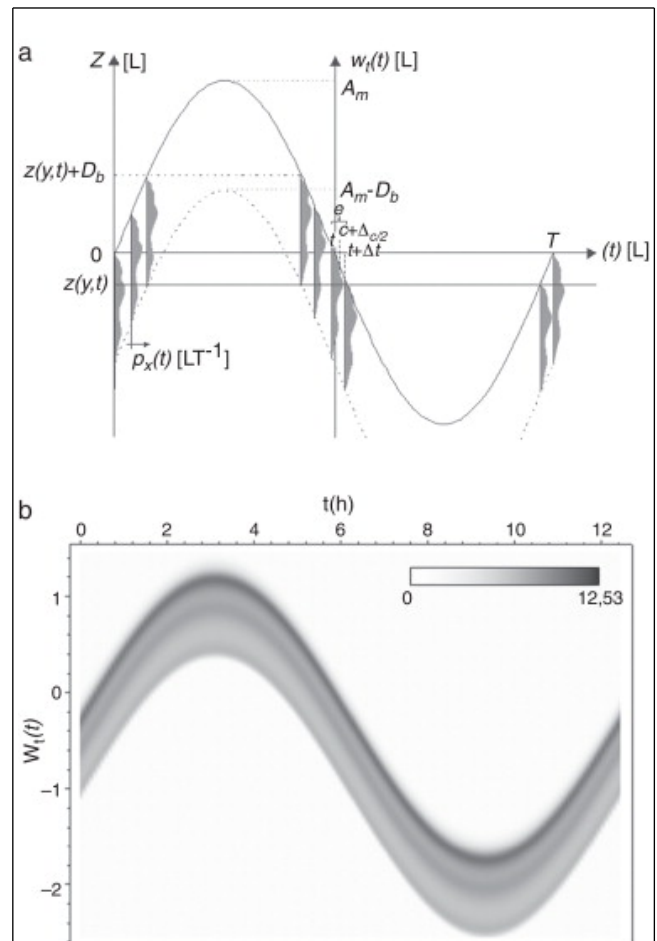 a
Z [L]
w_t(t) [L]
A_m
z(y,t)+D_b
A_m-D_b
e
c+Δ_c/2
t
t+Δt
T
0
(t) [L]
z(y,t)
p_x(t) [LT⁻¹]
b
t(h)
0 2 4 6 8 10 12
1
0 12,53
0
W_t(t)
−1
−2